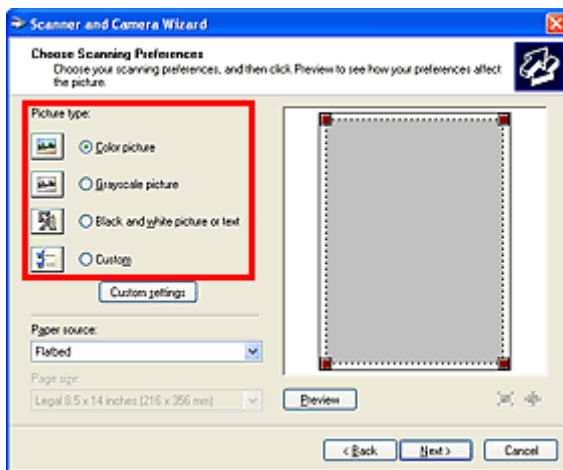 Scanner and Camera Wizard
Choose Scanning Preferences
Choose your scanning preferences, and then click Preview to see how your preferences affect
the picture.
Picture type:
Color picture
Grayscale picture
Black and white picture or text
Custom
Custom settings
Paper source:
Flatbed
Page size:
Legal 8.5 x 14 inches (216 x 356 mm)
Preview
< Back
Next >
Cancel